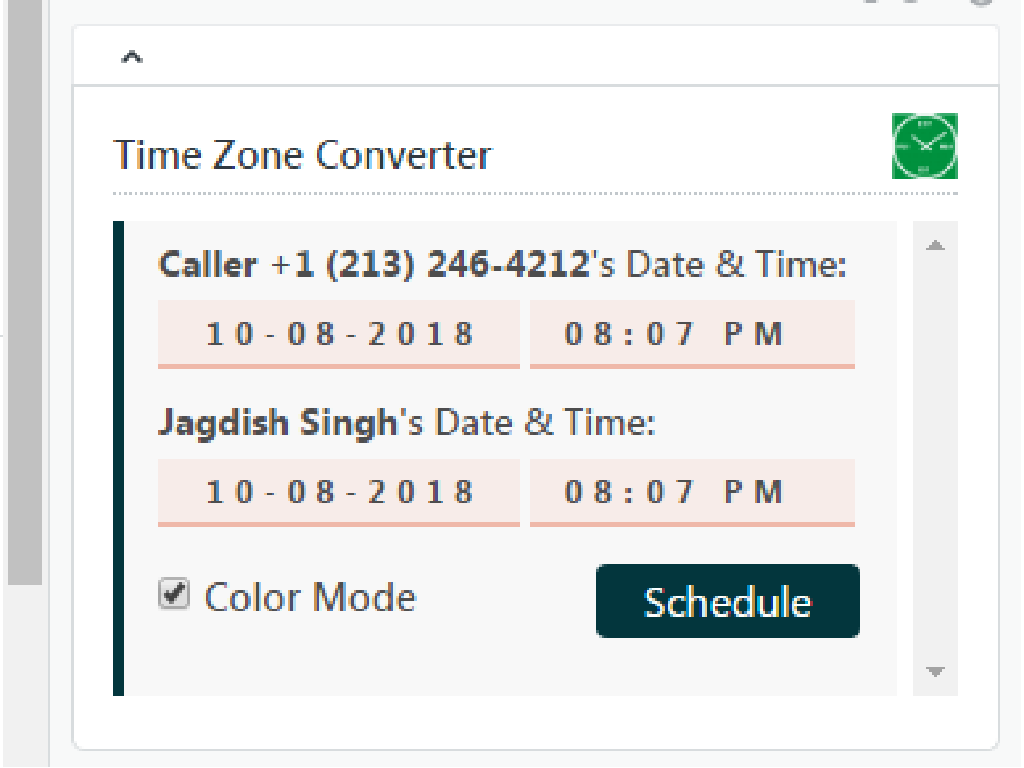 Time Zone Converter
Caller +1 (213) 246-4212's Date & Time:
10-08-2018 08:07 PM
Jagdish Singh's Date & Time:
10-08-2018 08:07 PM
Color Mode Schedule